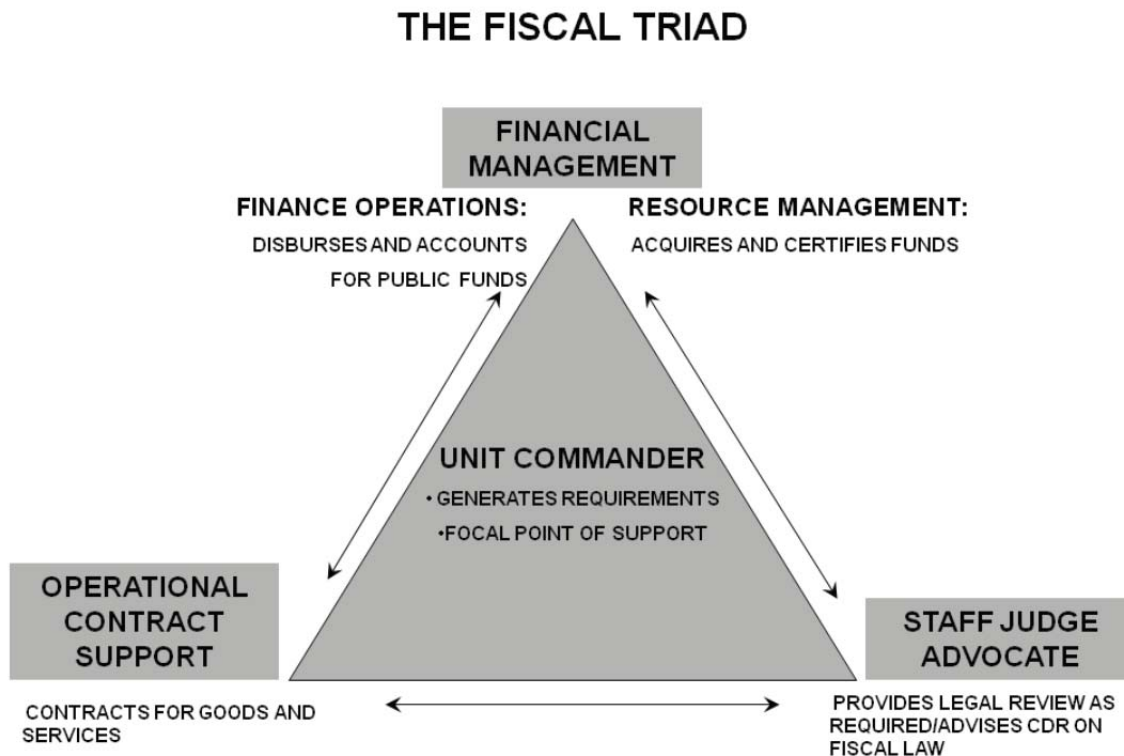 THE FISCAL TRIAD
FINANCIAL
MANAGEMENT
FINANCE OPERATIONS:
DISBURSES AND ACCOUNTS
FOR PUBLIC FUNDS
RESOURCE MANAGEMENT:
ACQUIRES AND CERTIFIES FUNDS
UNIT COMMANDER
• GENERATES REQUIREMENTS
•FOCAL POINT OF SUPPORT
OPERATIONAL
CONTRACT
SUPPORT
CONTRACTS FOR GOODS AND
SERVICES
STAFF JUDGE
ADVOCATE
PROVIDES LEGAL REVIEW AS
REQUIRED/ADVISES CDR ON
FISCAL LAW